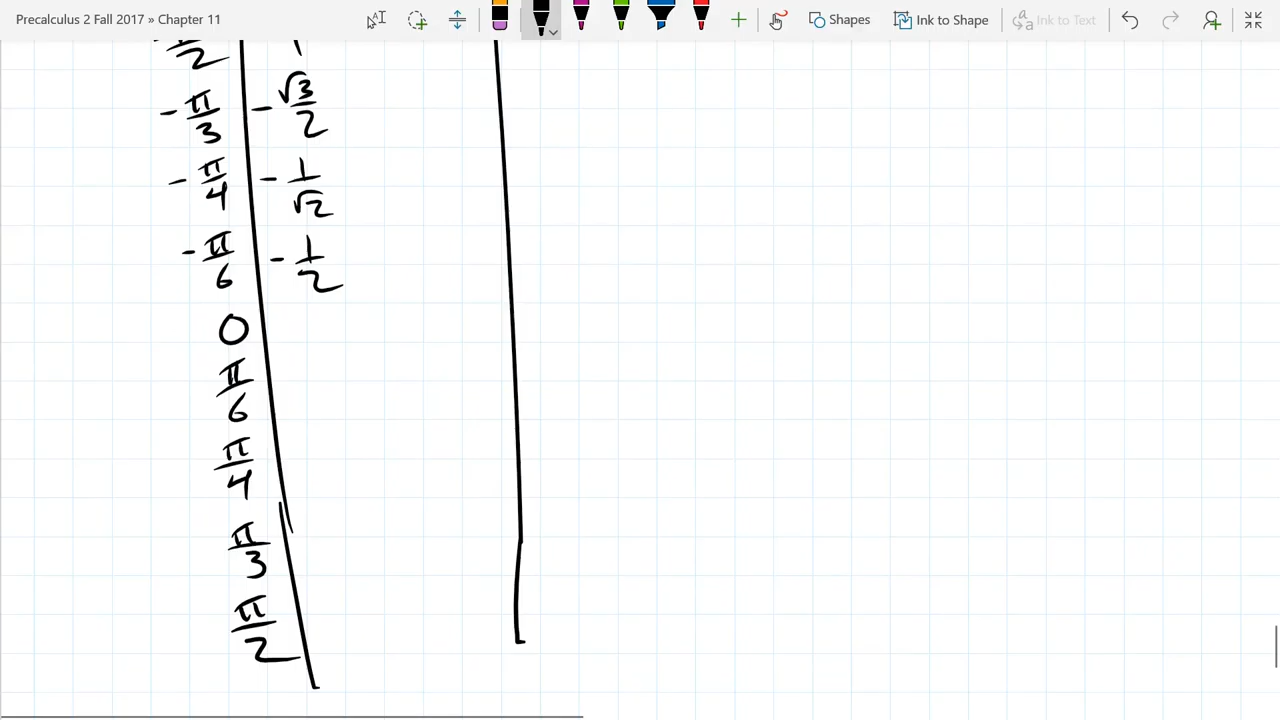 Precalculus 2 Fall 2017 » Chapter 11
Shapes
Ink to Shape
Ink to Text
π/2
-π/3 -√3/2
-π/4 -1/√2
-π/6 -1/2
0
π/6
π/4
π/3
π/2